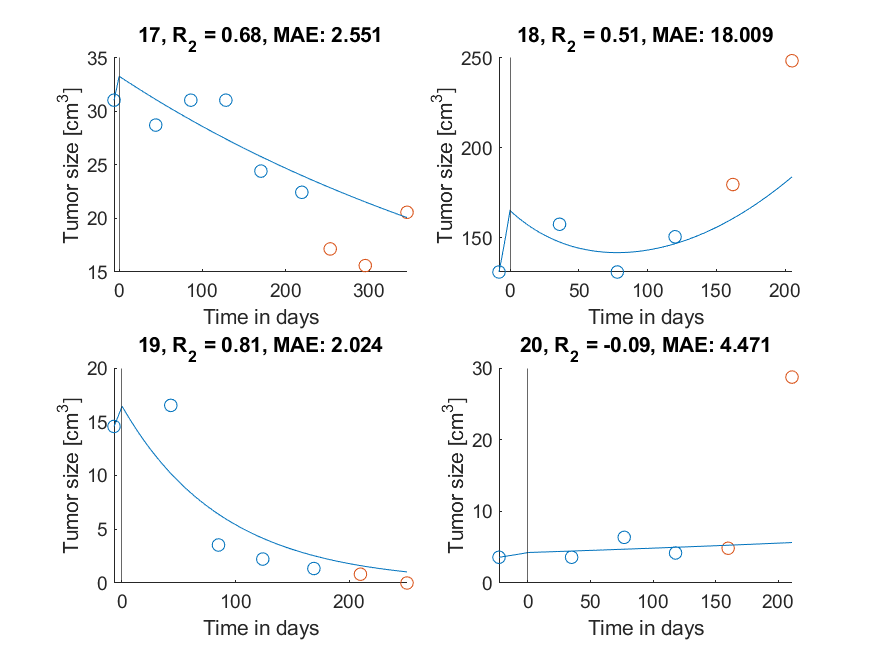 17, R2 = 0.68, MAE: 2.551
35
30
25
20
15
Tumor size [cm3]
0 100 200 300
Time in days
18, R2 = 0.51, MAE: 18.009
250
200
150
Tumor size [cm3]
0 50 100 150 200
Time in days
19, R2 = 0.81, MAE: 2.024
20
15
10
5
0
Tumor size [cm3]
0 100 200
Time in days
20, R2 = -0.09, MAE: 4.471
30
20
10
0
Tumor size [cm3]
0 50 100 150 200
Time in days